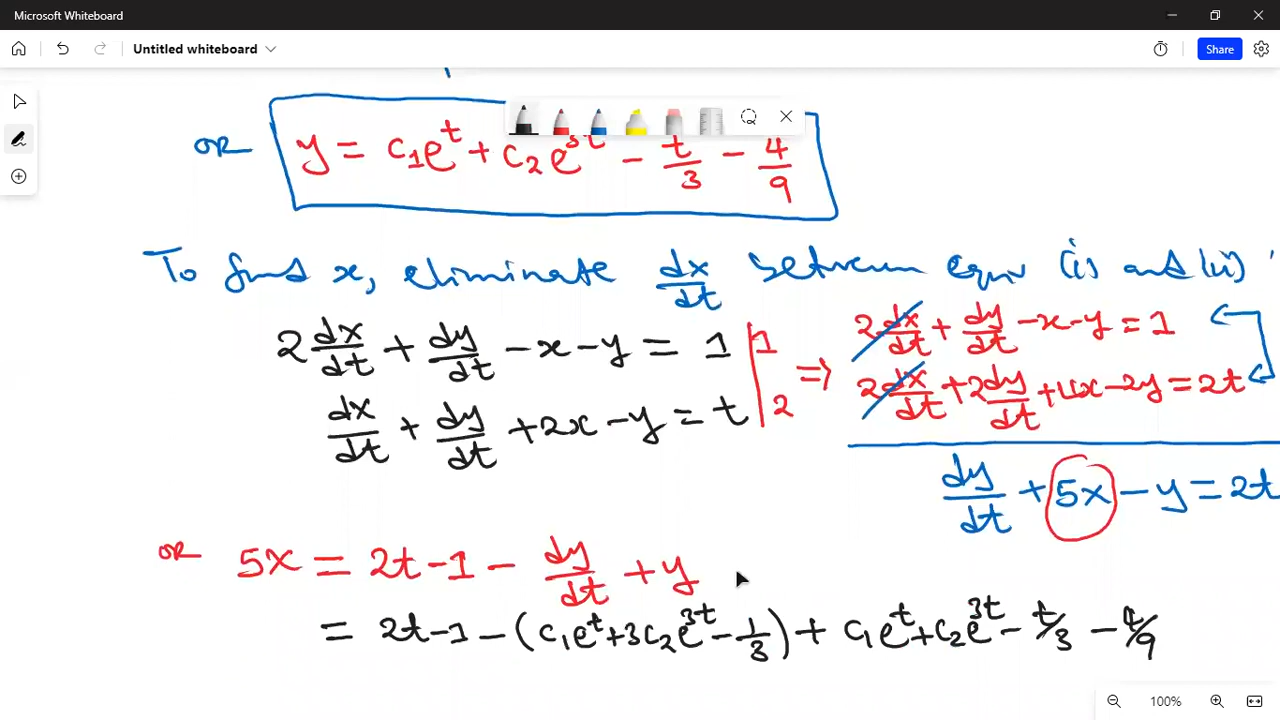 Microsoft Whiteboard
Untitled whiteboard
Share
OR y = c₁eᵗ + c₂e³ᵗ - t/3 - 4/9
To find x, eliminate dx/dt between equⁿ (i) and (ii)
2 dx/dt + dy/dt - x - y = 1 | 1
dx/dt + dy/dt + 2x - y = t | 2
⇒ 2 dx/dt + dy/dt - x - y = 1
2 dx/dt + 2 dy/dt + 4x - 2y = 2t
dy/dt + 5x - y = 2t
OR 5x = 2t - 1 - dy/dt + y
= 2t - 1 - (c₁eᵗ + 3c₂e³ᵗ - 1/3) + c₁eᵗ + c₂e³ᵗ - t/3 - 4/9
100%